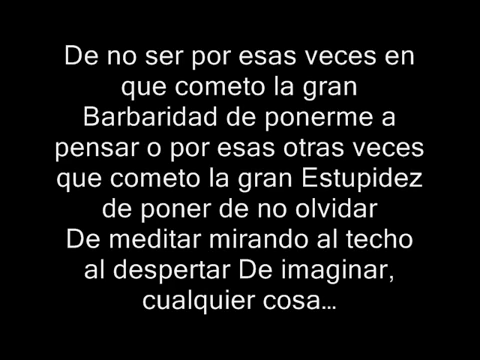 De no ser por esas veces en
que cometo la gran
Barbaridad de ponerme a
pensar o por esas otras veces
que cometo la gran Estupidez
de poner de no olvidar
De meditar mirando al techo
al despertar De imaginar,
cualquier cosa...